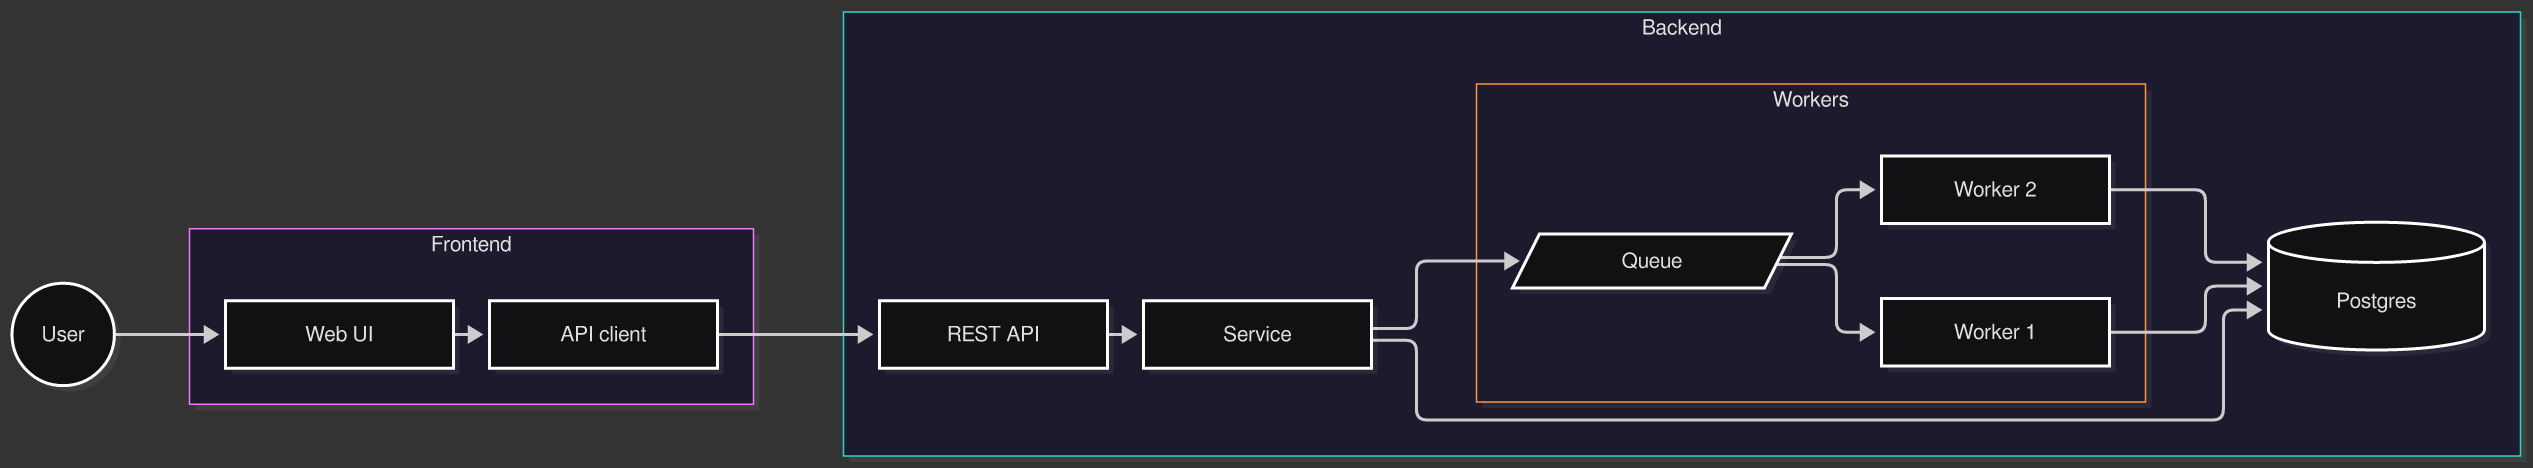 Backend
Workers
Frontend
User
Web UI
API client
REST API
Service
Queue
Worker 2
Worker 1
Postgres